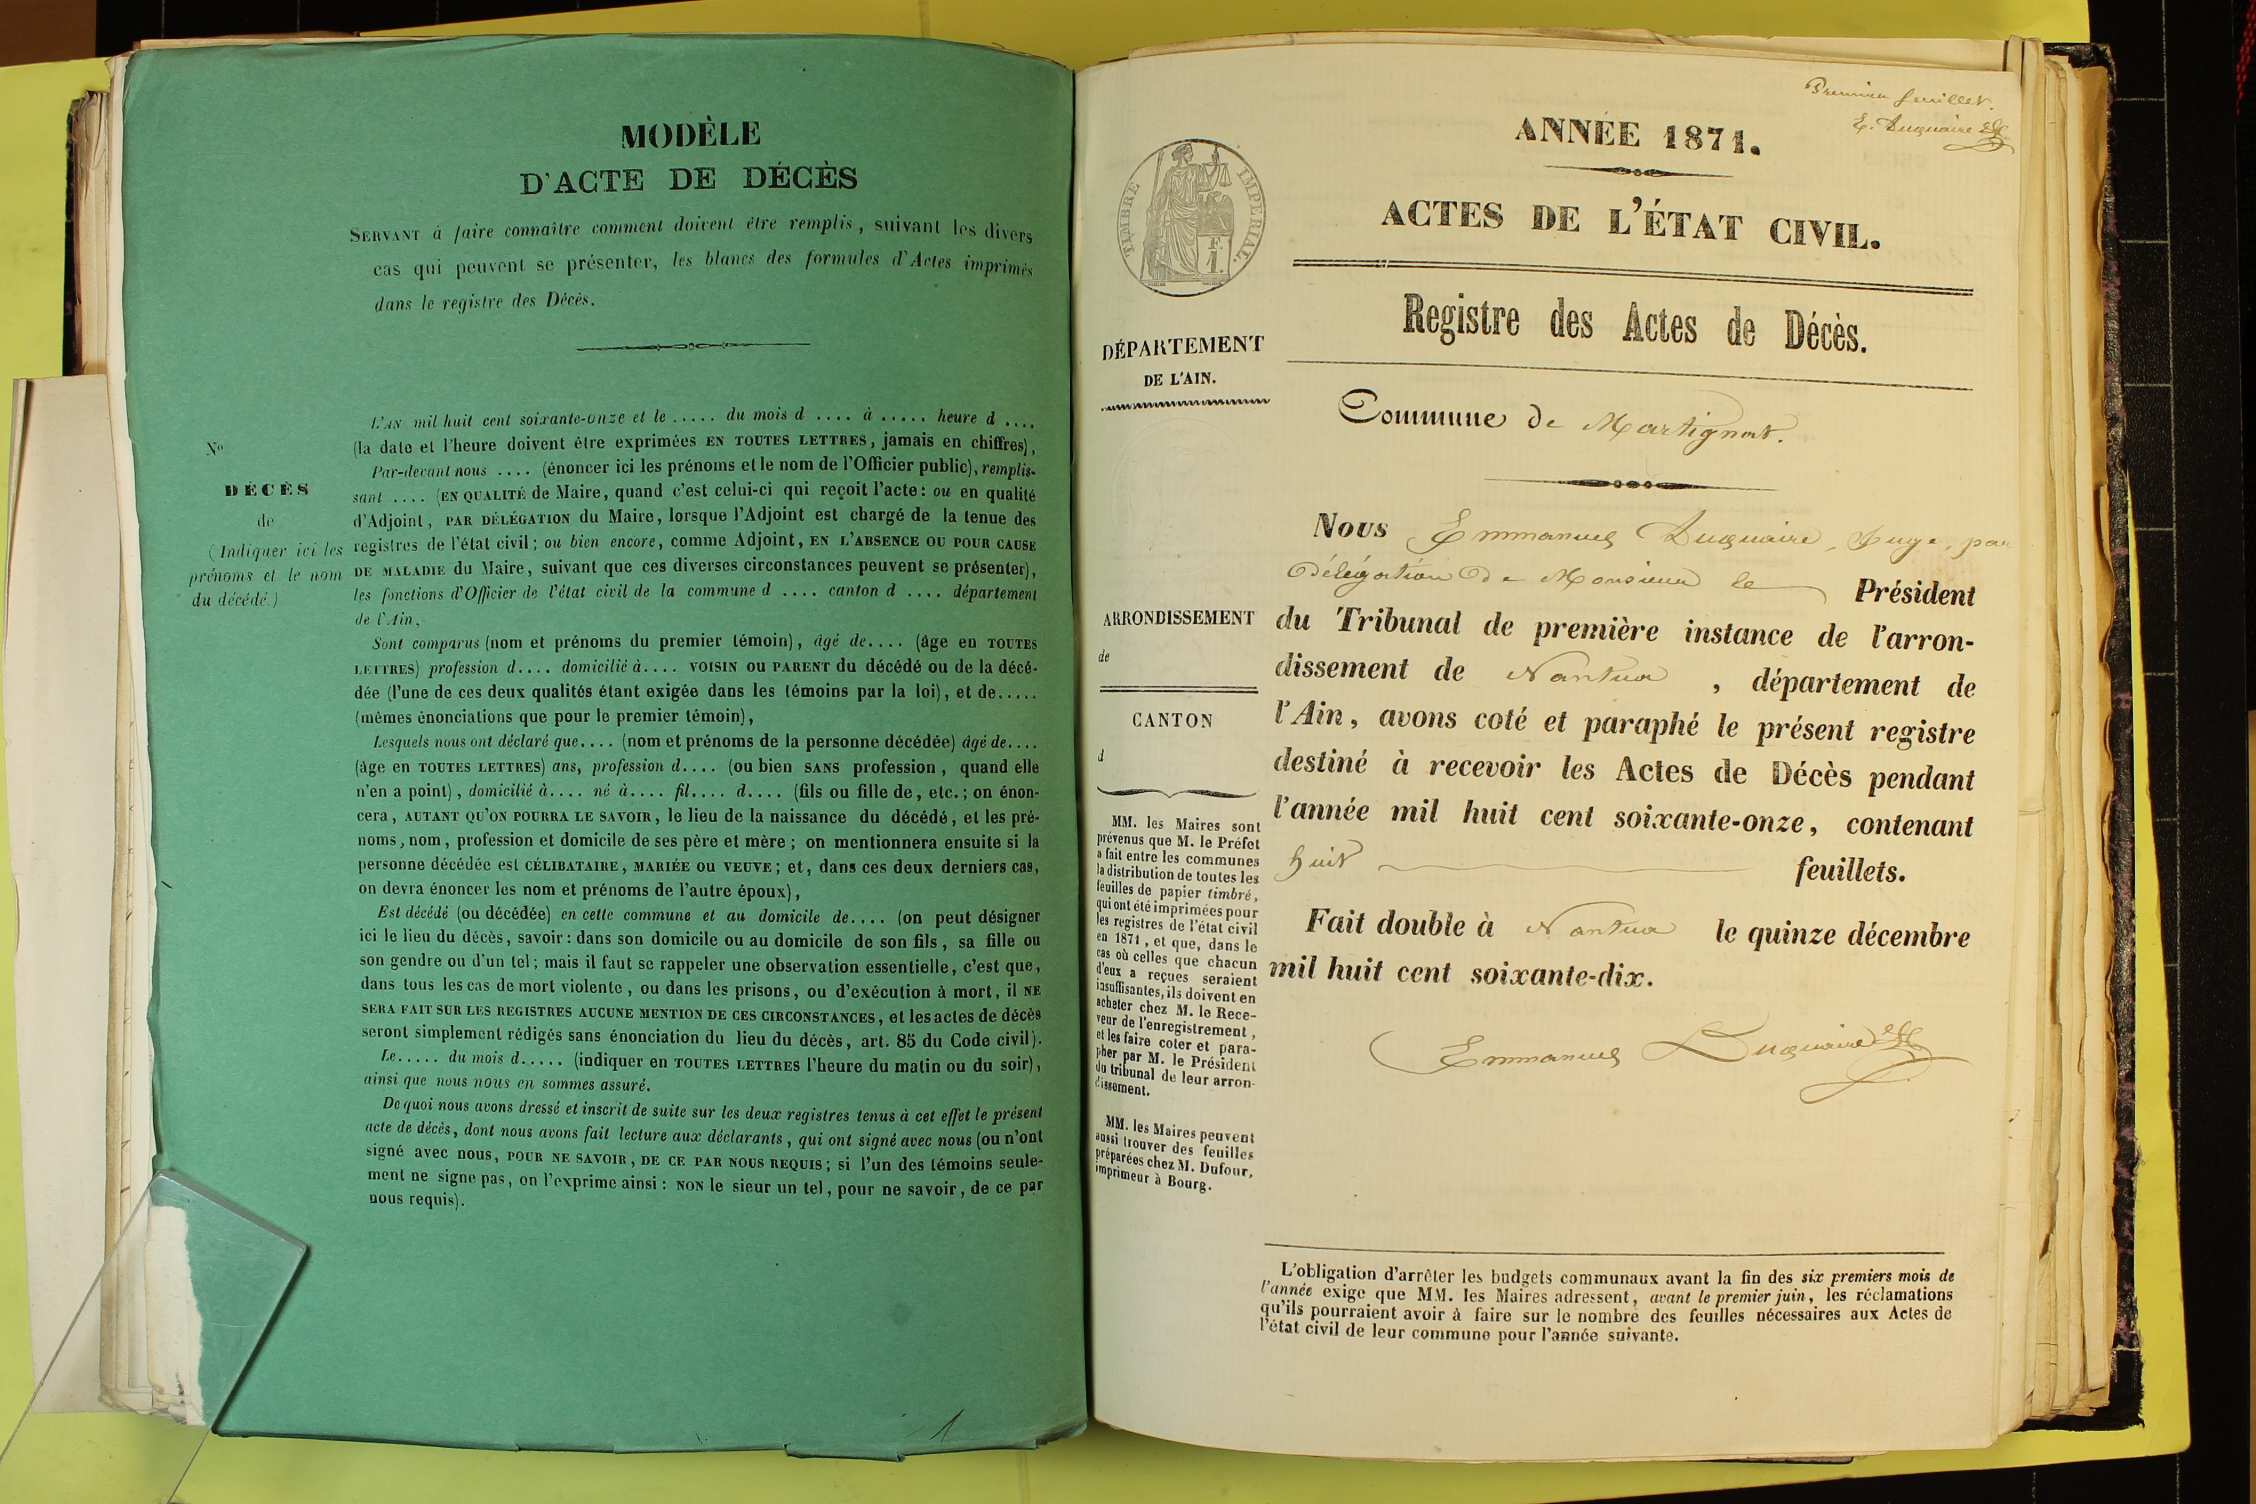 MODÈLE
D'ACTE DE DÉCÈS
SERVANT à faire connaître comment doivent être remplis, suivant les divers
cas qui peuvent se présenter, les blancs des formules d'Actes imprimés
dans le registre des Décès.
No
DÉCÈS
de
(Indiquer ici les
prénoms et le nom
du décédé.)
L'AN mil huit cent soixante-onze et le ..... du mois d .... à ..... heure d ....
(la date et l'heure doivent être exprimées EN TOUTES LETTRES, jamais en chiffres),
Par-devant nous .... (énoncer ici les prénoms et le nom de l'Officier public), remplis-
sant .... (EN QUALITÉ de Maire, quand c'est celui-ci qui reçoit l'acte: ou en qualité
d'Adjoint, PAR DÉLÉGATION du Maire, lorsque l'Adjoint est chargé de la tenue des
registres de l'état civil; ou bien encore, comme Adjoint, EN L'ABSENCE OU POUR CAUSE
DE MALADIE du Maire, suivant que ces diverses circonstances peuvent se présenter),
les fonctions d'Officier de l'état civil de la commune d .... canton d .... département
de l'Ain,
Sont comparus (nom et prénoms du premier témoin), âgé de.... (âge en TOUTES
LETTRES) profession d.... domicilié à.... VOISIN OU PARENT du décédé ou de la décé-
dée (l'une de ces deux qualités étant exigée dans les témoins par la loi), et de.....
(mêmes énonciations que pour le premier témoin),
Lesquels nous ont déclaré que.... (nom et prénoms de la personne décédée) âgé de....
(âge en TOUTES LETTRES) ans, profession d.... (ou bien SANS profession, quand elle
n'en a point), domicilié à.... né à.... fil.... d.... (fils ou fille de, etc.; on énon-
cera, AUTANT QU'ON POURRA LE SAVOIR, le lieu de la naissance du décédé, et les pré-
noms, nom, profession et domicile de ses père et mère; on mentionnera ensuite si la
personne décédée est CÉLIBATAIRE, MARIÉE OU VEUVE; et, dans ces deux derniers cas,
on devra énoncer les nom et prénoms de l'autre époux),
Est décédé (ou décédée) en cette commune et au domicile de.... (on peut désigner
ici le lieu du décès, savoir: dans son domicile ou au domicile de son fils, sa fille ou
son gendre ou d'un tel; mais il faut se rappeler une observation essentielle, c'est que,
dans tous les cas de mort violente, ou dans les prisons, ou d'exécution à mort, il NE
SERA FAIT SUR LES REGISTRES AUCUNE MENTION DE CES CIRCONSTANCES, et les actes de décès
seront simplement rédigés sans énonciation du lieu du décès, art. 85 du Code civil).
Le..... du mois d..... (indiquer en TOUTES LETTRES l'heure du matin ou du soir),
ainsi que nous nous en sommes assuré.
De quoi nous avons dressé et inscrit de suite sur les deux registres tenus à cet effet le présent
acte de décès, dont nous avons fait lecture aux déclarants, qui ont signé avec nous (ou n'ont
signé avec nous, POUR NE SAVOIR, DE CE PAR NOUS REQUIS; si l'un des témoins seule-
ment ne signe pas, on l'exprime ainsi: NON le sieur un tel, pour ne savoir, de ce par
nous requis).
1
Premier feuillet.
E. Duquaire
ANNÉE 1871.
TIMBRE IMPÉRIAL.
F.
1.
ACTES DE L'ÉTAT CIVIL.
Registre des Actes de Décès.
DÉPARTEMENT
DE L'AIN.
Commune de Martignat.
Nous Emmanuel Duquaire, Juge, par
délégation de Monsieur le Président
ARRONDISSEMENT
de
du Tribunal de première instance de l'arron-
dissement de Nantua, département de
l'Ain, avons coté et paraphé le présent registre
destiné à recevoir les Actes de Décès pendant
l'année mil huit cent soixante-onze, contenant
huit feuillets.
Fait double à Nantua le quinze décembre
mil huit cent soixante-dix.
Emmanuel Duquaire
CANTON
d
MM. les Maires sont
prévenus que M. le Préfet
a fait entre les communes
la distribution de toutes les
feuilles de papier timbré,
qui ont été imprimées pour
les registres de l'état civil
en 1871, et que, dans le
cas où celles que chacun
d'eux a reçues seraient
insuffisantes, ils doivent en
acheter chez M. le Rece-
veur de l'enregistrement,
et les faire coter et para-
pher par M. le Président
du tribunal de leur arron-
dissement.
MM. les Maires peuvent
aussi trouver des feuilles
préparées chez M. Dufour,
imprimeur à Bourg.
L'obligation d'arrêter les budgets communaux avant la fin des six premiers mois de
l'année exige que MM. les Maires adressent, avant le premier juin, les réclamations
qu'ils pourraient avoir à faire sur le nombre des feuilles nécessaires aux Actes de
l'état civil de leur commune pour l'année suivante.